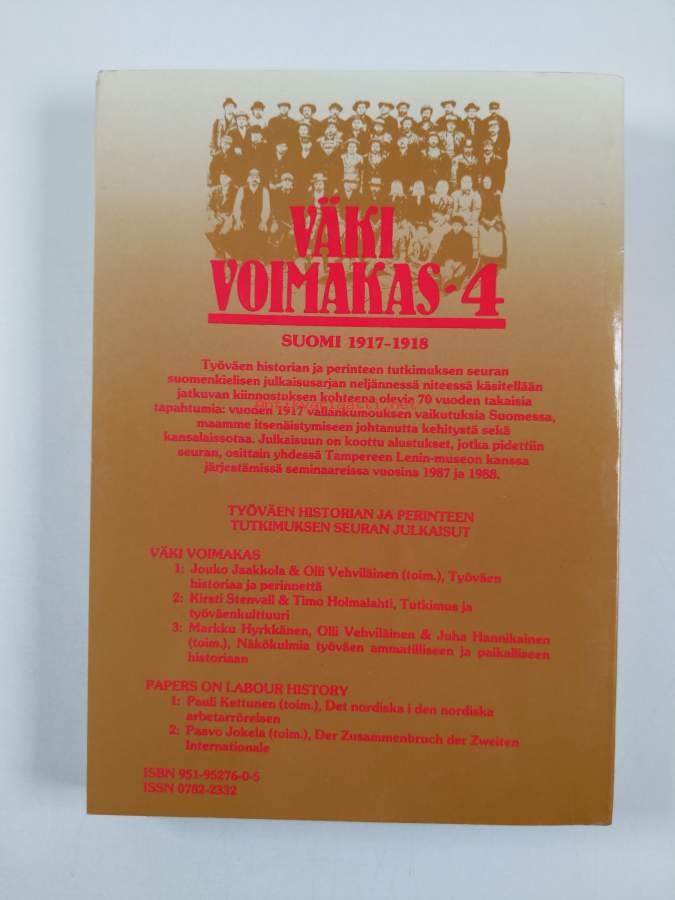 VÄKI
VOIMAKAS-4
SUOMI 1917-1918
Työväen historian ja perinteen tutkimuksen seuran
suomenkielisen julkaisusarjan neljännessä niteessä käsitellään
jatkuvan kiinnostuksen kohteena olevie 70 vuoden takaisia
tapahtumia: vuoden 1917 vallankumouksen vaikutuksia Suomessa,
maamme itsenäistymiseen johtanutta kehitystä sekä
kansalaissotaa. Julkaisuun on koottu alustukset, jotka pidettiin
seuran, osittain yhdessä Tampereen Lenin-museon kanssa
järjestämissä seminaareissa vuosina 1987 ja 1988.
TYÖVÄEN HISTORIAN JA PERINTEEN
TUTKIMUKSEN SEURAN JULKAISUT
VÄKI VOIMAKAS
1: Jouko Jaakkola & Olli Vehviläinen (toim.), Työväen
historiaa ja perinnettä
2: Kirsti Stenvall & Timo Holmalahti, Tutkimus ja
työväenkulttuuri
3: Markku Hyrkkänen, Olli Vehviläinen & Juha Hannikainen
(toim.), Näkökulmia työväen ammatilliseen ja paikalliseen
historiaan
PAPERS ON LABOUR HISTORY
1: Pauli Kettunen (toim.), Det nordiska i den nordiska
arbetarrörelsen
2: Paavo Jokela (toim.), Der Zusammenbruch der Zweiten
Internationale
ISBN 951-95276-0-5
ISSN 0782-2332